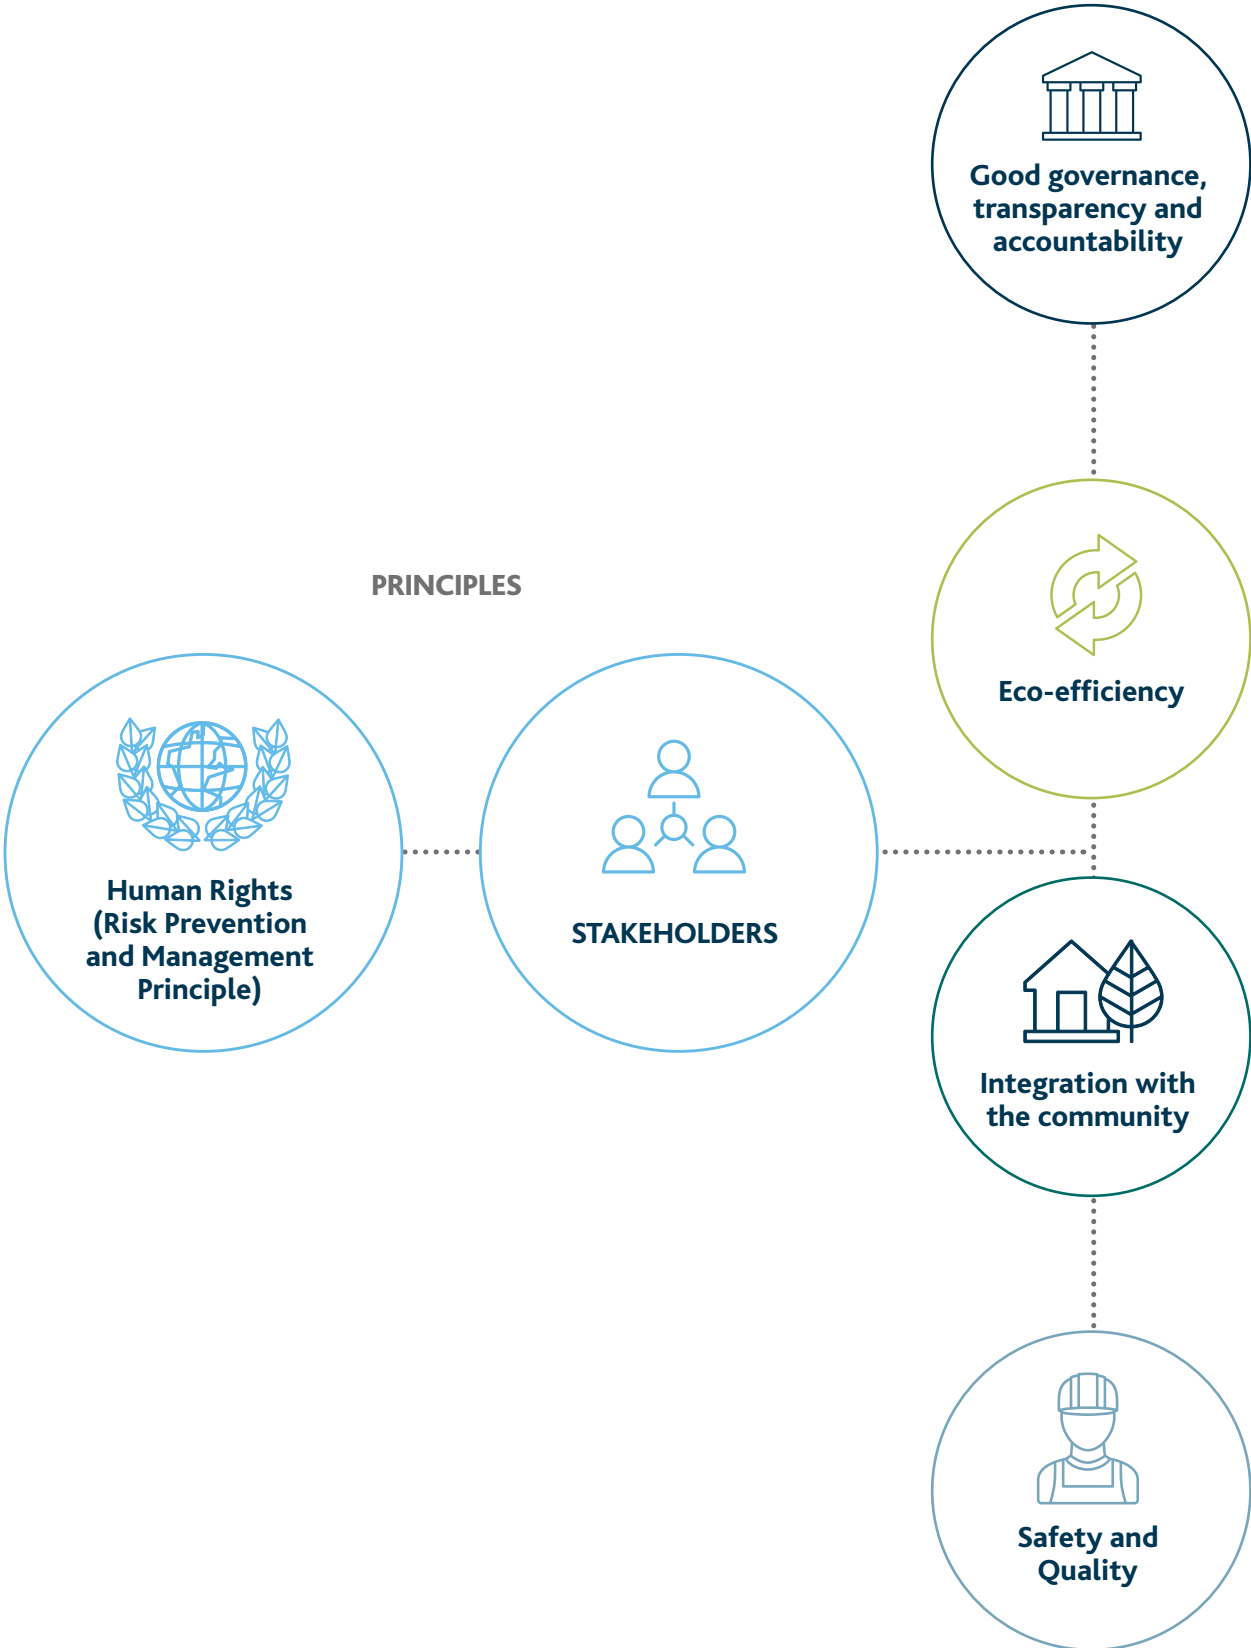 PRINCIPLES
Human Rights
(Risk Prevention
and Management
Principle)
STAKEHOLDERS
Good governance,
transparency and
accountability
Eco-efficiency
Integration with
the community
Safety and
Quality